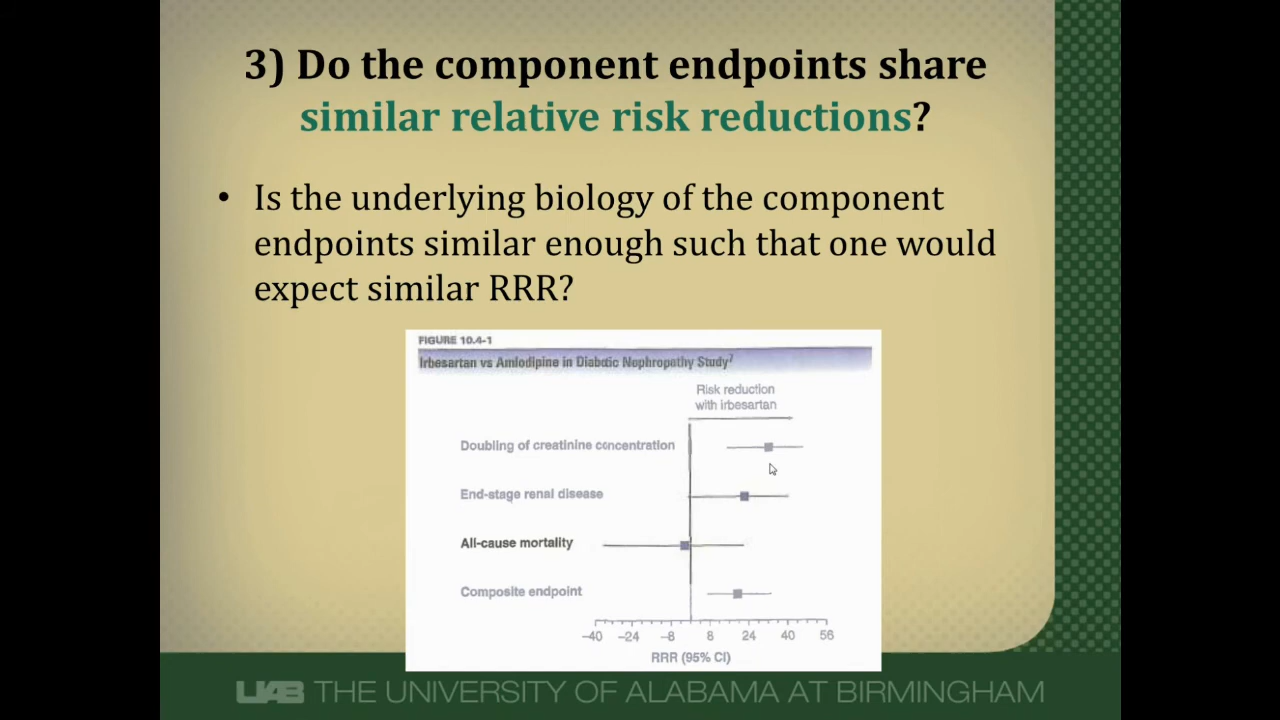 3) Do the component endpoints share
similar relative risk reductions?
• Is the underlying biology of the component
endpoints similar enough such that one would
expect similar RRR?
FIGURE 10.4-1
Irbesartan vs Amlodipine in Diabetic Nephropathy Study7
Risk reduction
with irbesartan
Doubling of creatinine concentration
End-stage renal disease
All-cause mortality
Composite endpoint
−40 −24 −8 8 24 40 56
RRR (95% CI)
UAB THE UNIVERSITY OF ALABAMA AT BIRMINGHAM